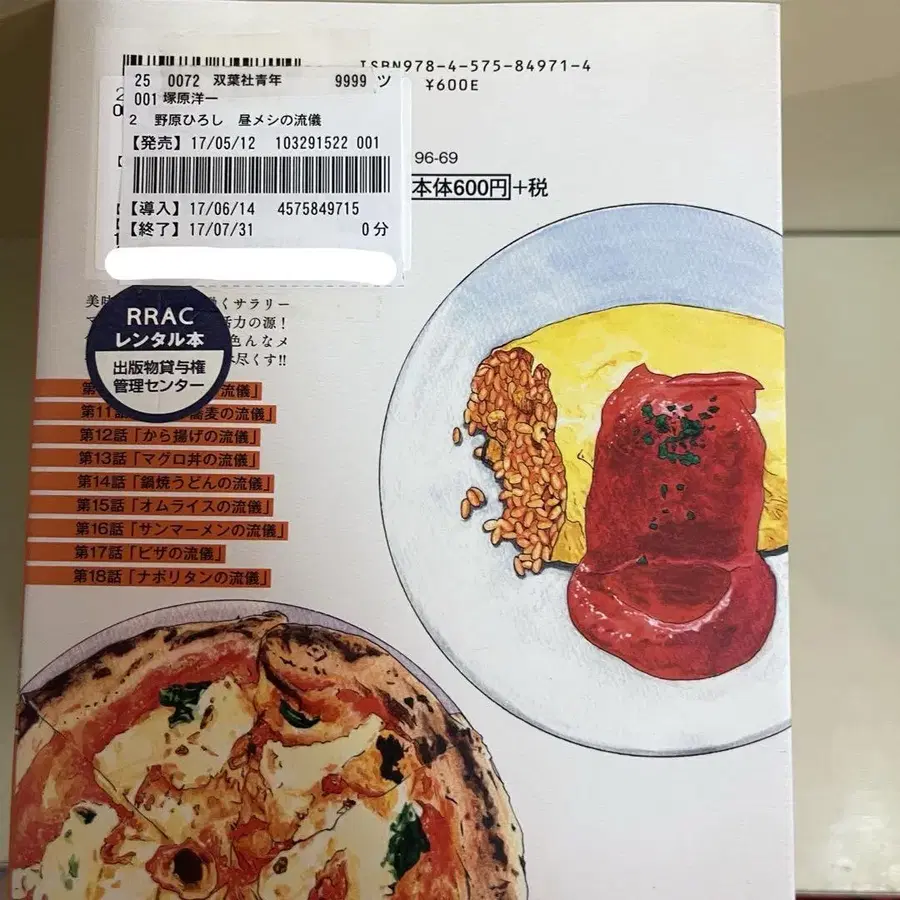 ISBN978-4-575-84971-4
¥600E
25 0072 双葉社青年 9999 ツ
001 塚原洋一
2 野原ひろし 昼メシの流儀
【発売】17/05/12 103291522 001
96-69
本体600円+税
【導入】17/06/14 4575849715
【終了】17/07/31 0分
美味 くサラリー
活力の源!
色んなメ
尽くす!!
RRAC
レンタル本
出版物貸与権
管理センター
流儀」
第11 蕎麦の流儀」
第12話「から揚げの流儀」
第13話「マグロ丼の流儀」
第14話「鍋焼うどんの流儀」
第15話「オムライスの流儀」
第16話「サンマーメンの流儀」
第17話「ピザの流儀」
第18話「ナポリタンの流儀」